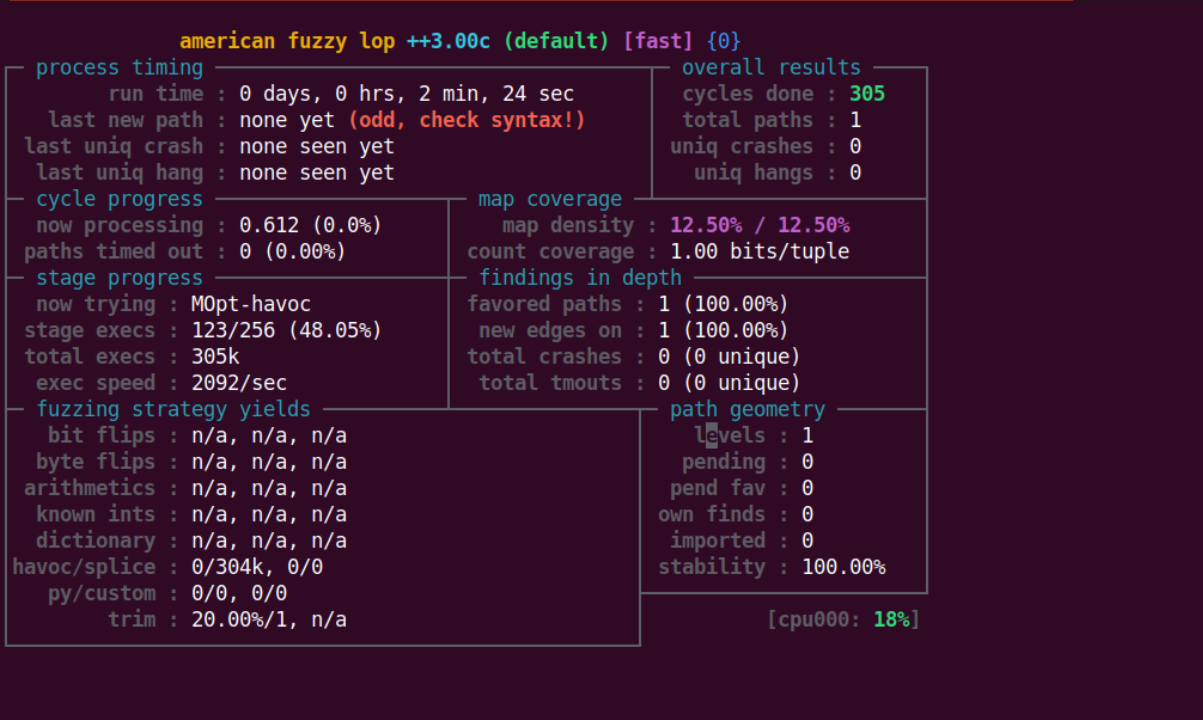 american fuzzy lop ++3.00c (default) [fast] {0}
process timing overall results
run time : 0 days, 0 hrs, 2 min, 24 sec cycles done : 305
last new path : none yet (odd, check syntax!) total paths : 1
last uniq crash : none seen yet uniq crashes : 0
last uniq hang : none seen yet uniq hangs : 0
cycle progress map coverage
now processing : 0.612 (0.0%) map density : 12.50% / 12.50%
paths timed out : 0 (0.00%) count coverage : 1.00 bits/tuple
stage progress findings in depth
now trying : MOpt-havoc favored paths : 1 (100.00%)
stage execs : 123/256 (48.05%) new edges on : 1 (100.00%)
total execs : 305k total crashes : 0 (0 unique)
exec speed : 2092/sec total tmouts : 0 (0 unique)
fuzzing strategy yields path geometry
bit flips : n/a, n/a, n/a levels : 1
byte flips : n/a, n/a, n/a pending : 0
arithmetics : n/a, n/a, n/a pend fav : 0
known ints : n/a, n/a, n/a own finds : 0
dictionary : n/a, n/a, n/a imported : 0
havoc/splice : 0/304k, 0/0 stability : 100.00%
py/custom : 0/0, 0/0
trim : 20.00%/1, n/a [cpu000: 18%]